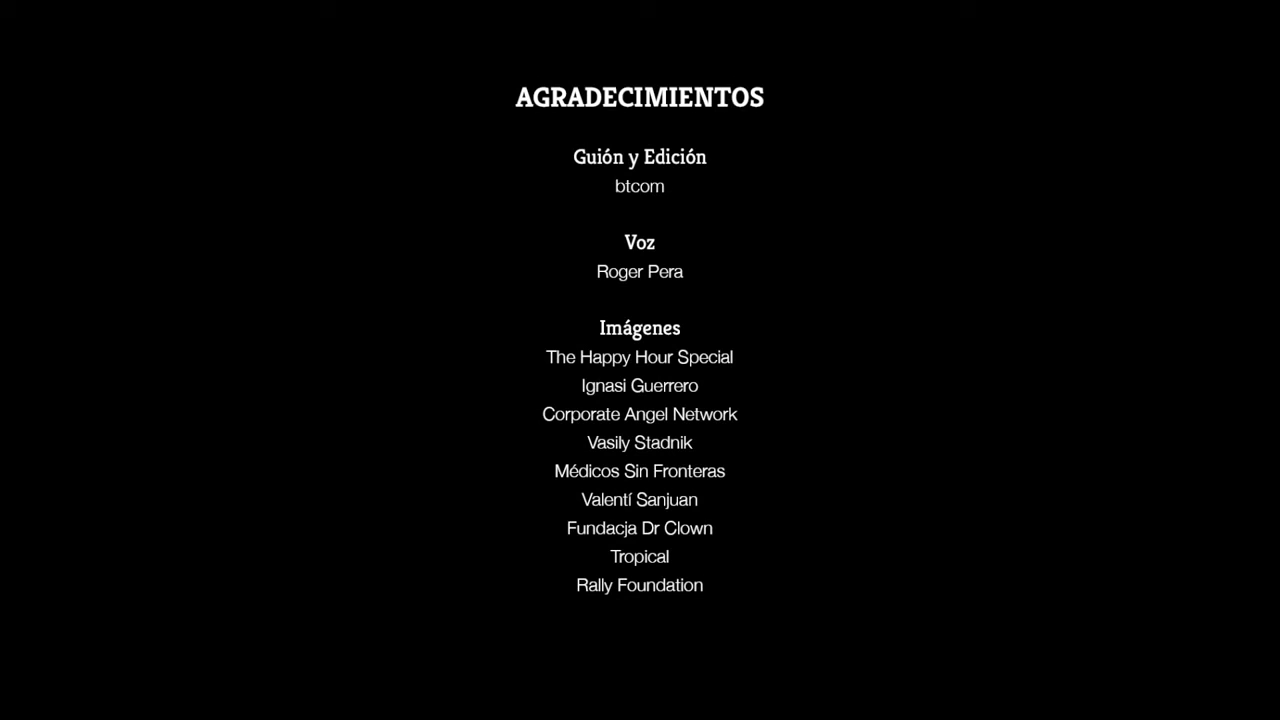 AGRADECIMIENTOS
Guión y Edición
btcom
Voz
Roger Pera
Imágenes
The Happy Hour Special
Ignasi Guerrero
Corporate Angel Network
Vasily Stadnik
Médicos Sin Fronteras
Valentí Sanjuan
Fundacja Dr Clown
Tropical
Rally Foundation